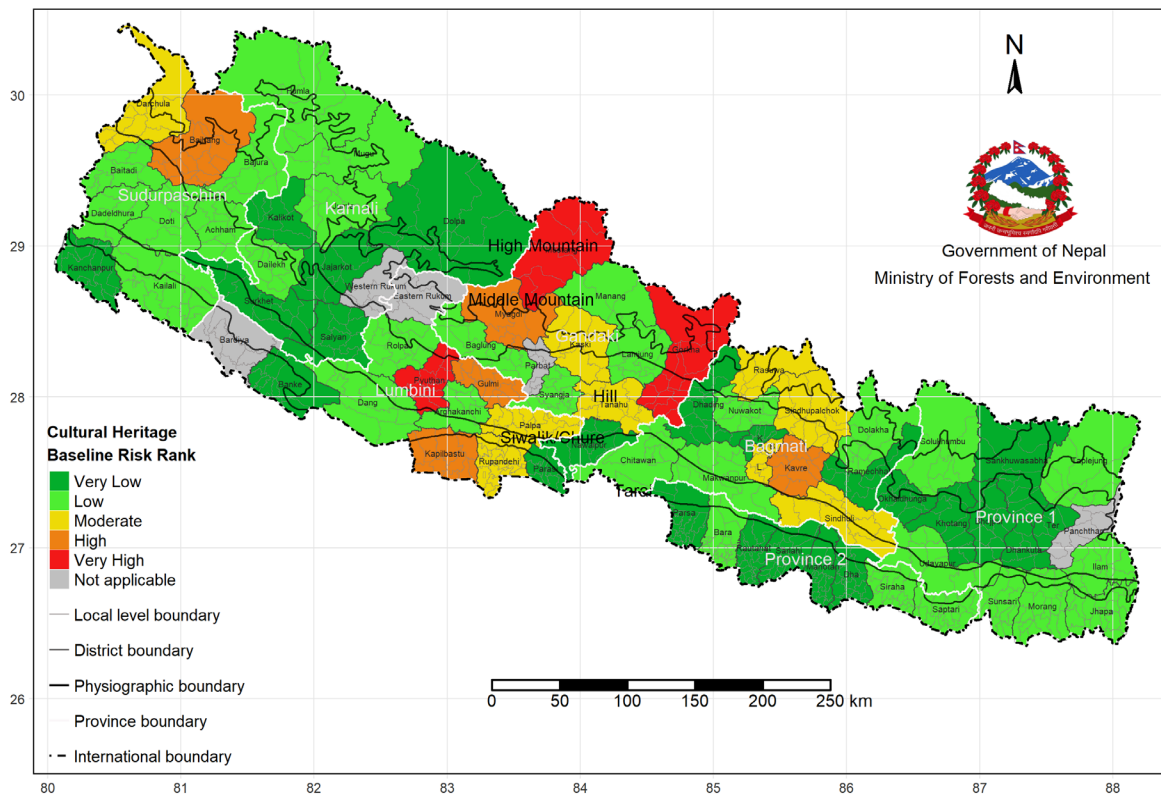 N
Government of Nepal
Ministry of Forests and Environment
30
29
28
27
26
80
81
82
83
84
85
86
87
88
Humla
Darchula
Bajhang
Mugu
Bajura
Baitadi
Sudurpaschim
Karnali
Dadeldhura
Doti
Achham
Kalikot
Dolpa
High Mountain
Kanchanpur
Kailali
Dailekh
Jajarkot
Western Rukum
Eastern Rukum
Surkhet
Middle Mountain
Manang
Myagdi
Gandaki
Kaski
Bardiya
Salyan
Rolpa
Baglung
Parbat
Lamjung
Gorkha
Rasuwa
Banke
Pyuthan
Lumbini
Gulmi
Syangja
Hill
Tanahu
Dhading
Nuwakot
Sindhupalchok
Dang
Arghakanchi
Palpa
Siwalik/Chure
Dolakha
Solukhumbu
Sankhuwasabha
Taplejung
Kapilbastu
Rupandehi
Parasi
Nawalpur
Chitawan
Makwanpur
Bagmati
K
L
Kavre
Ramechhap
Tarai
Okhaldhunga
Khotang
Province 1
Ter
Panchthar
Sindhuli
Parsa
Bara
Rautahat
Sarlahi
Province 2
Dha
Dhankuta
Udayapur
Ilam
Siraha
Saptari
Sunsari
Morang
Jhapa
Cultural Heritage
Baseline Risk Rank
Very Low
Low
Moderate
High
Very High
Not applicable
Local level boundary
District boundary
Physiographic boundary
Province boundary
International boundary
0 50 100 150 200 250 km